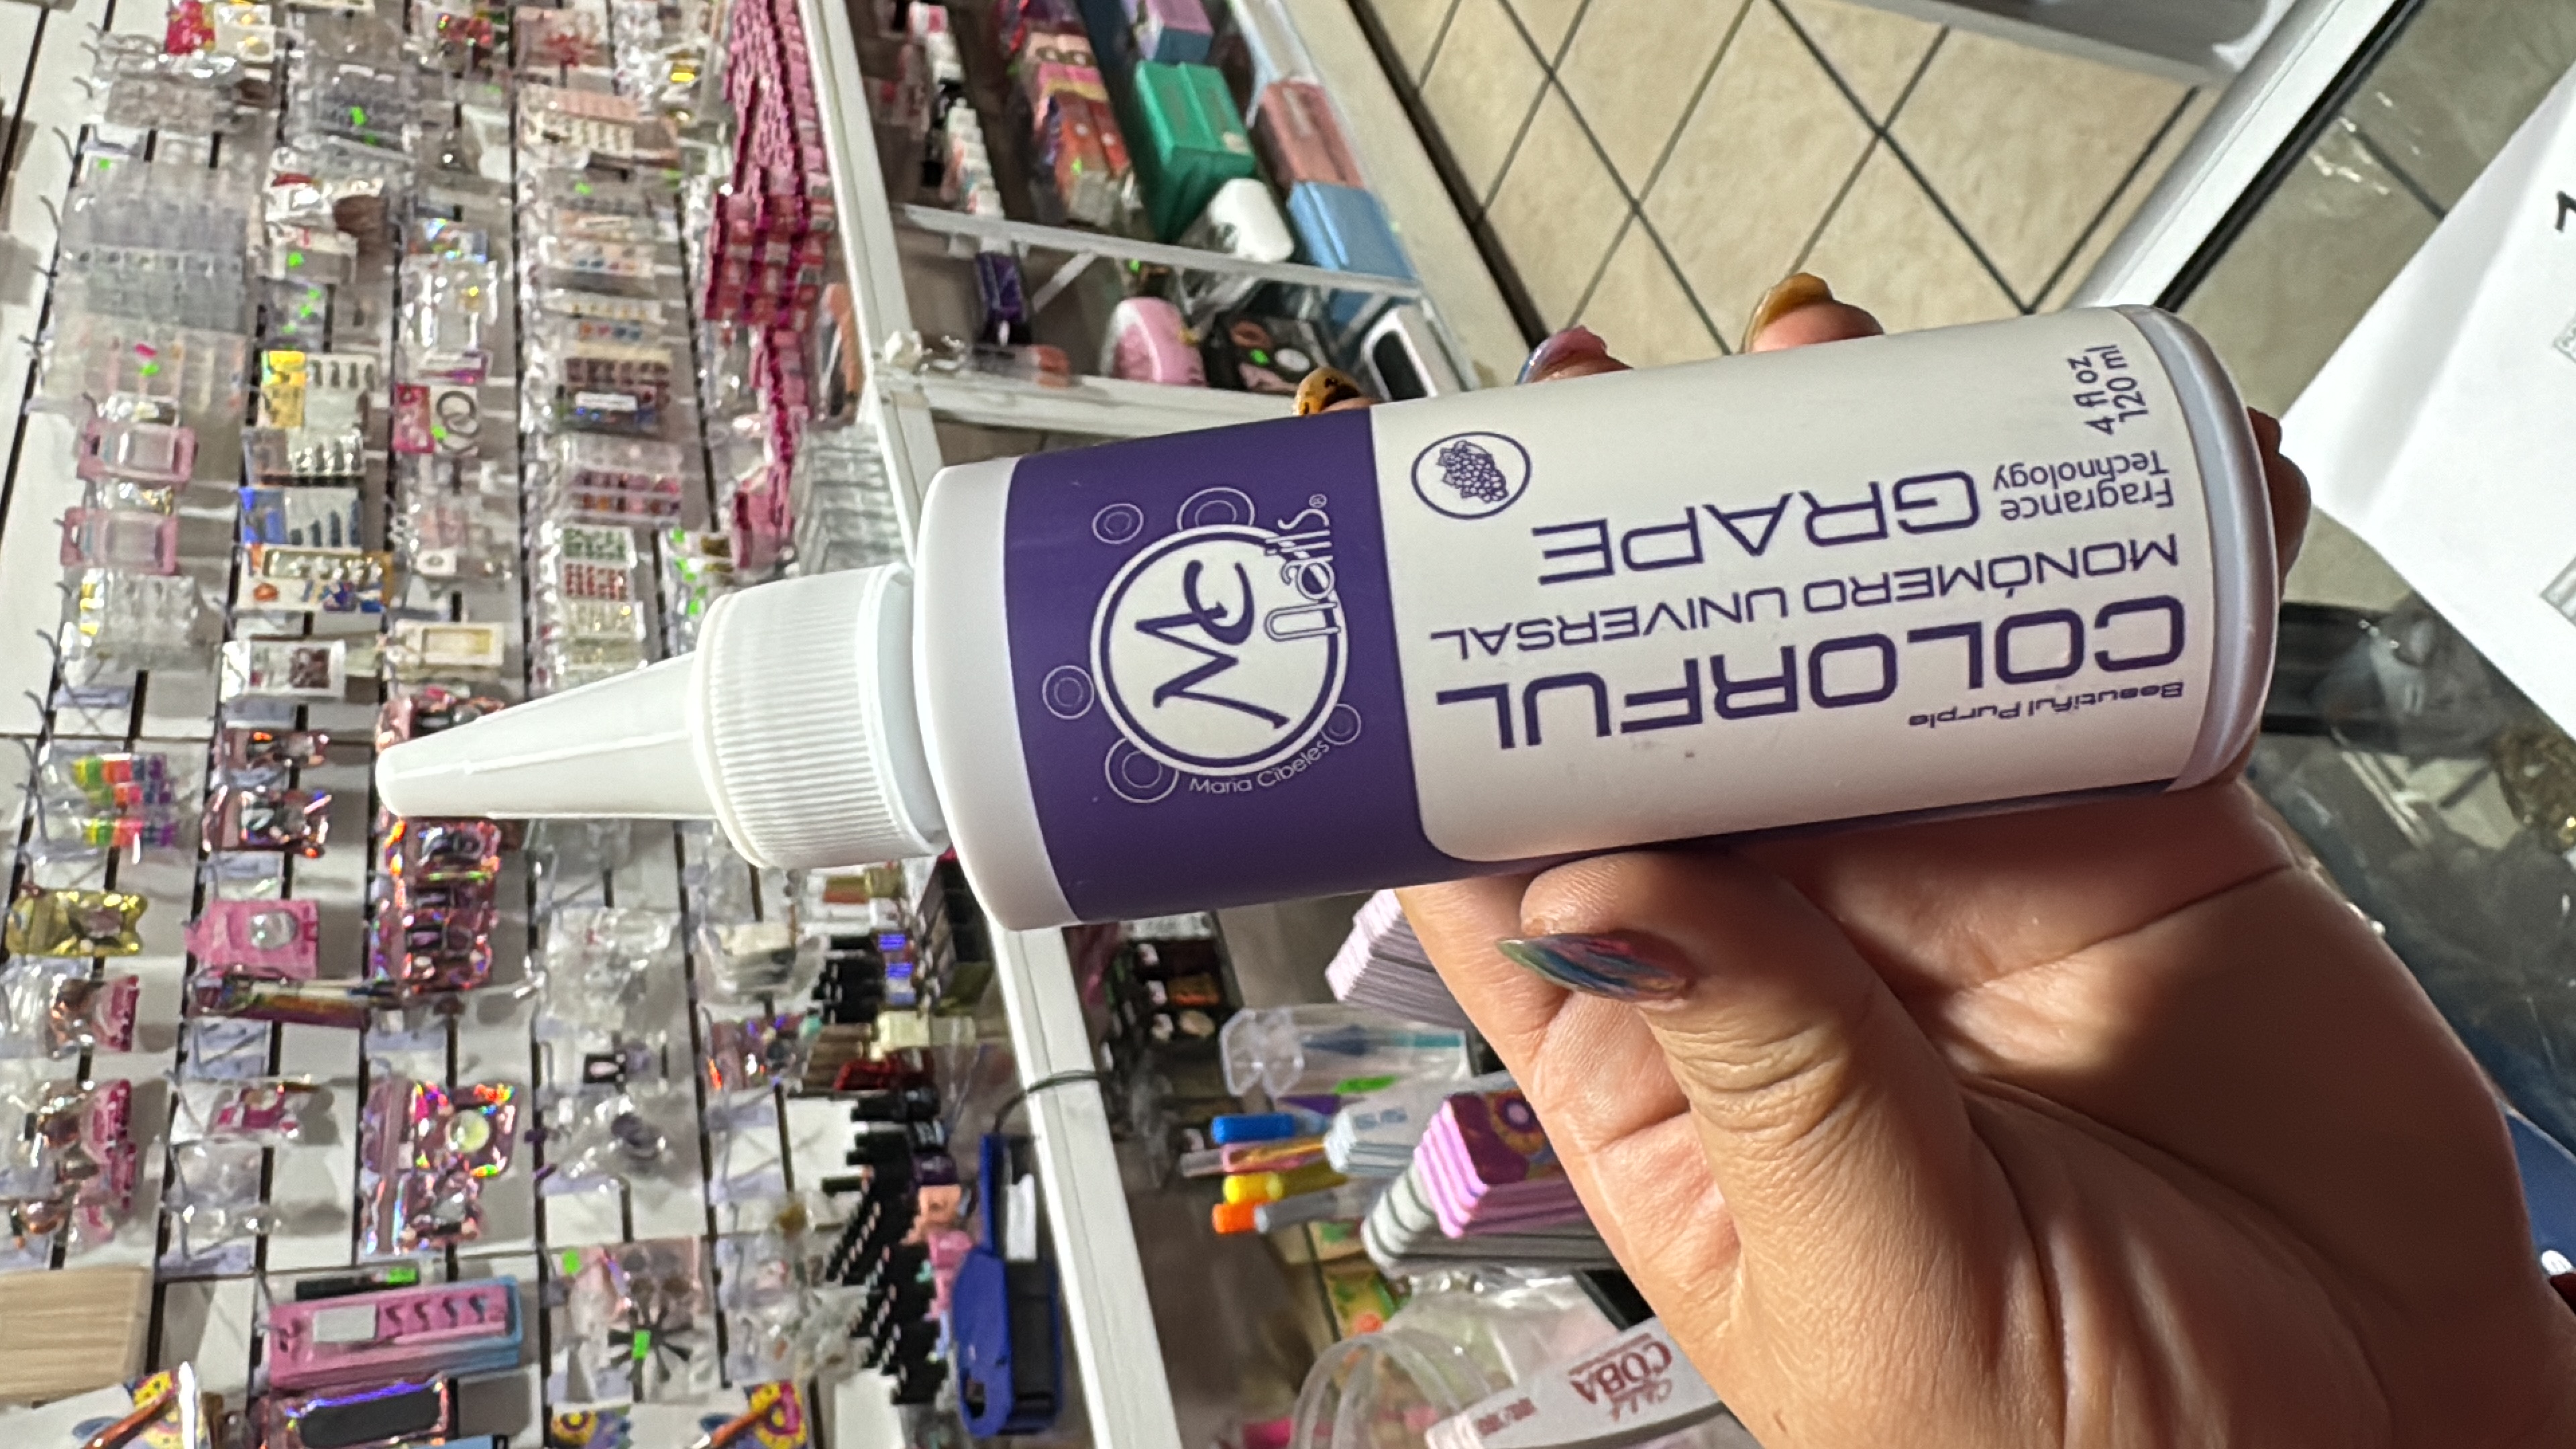 Mc
Nails®
Maria Cibeles
Beautiful Purple
COLORFUL
MONÓMERO UNIVERSAL
GRAPE
Fragrance
Technology
4 fl oz
120 ml
COBA